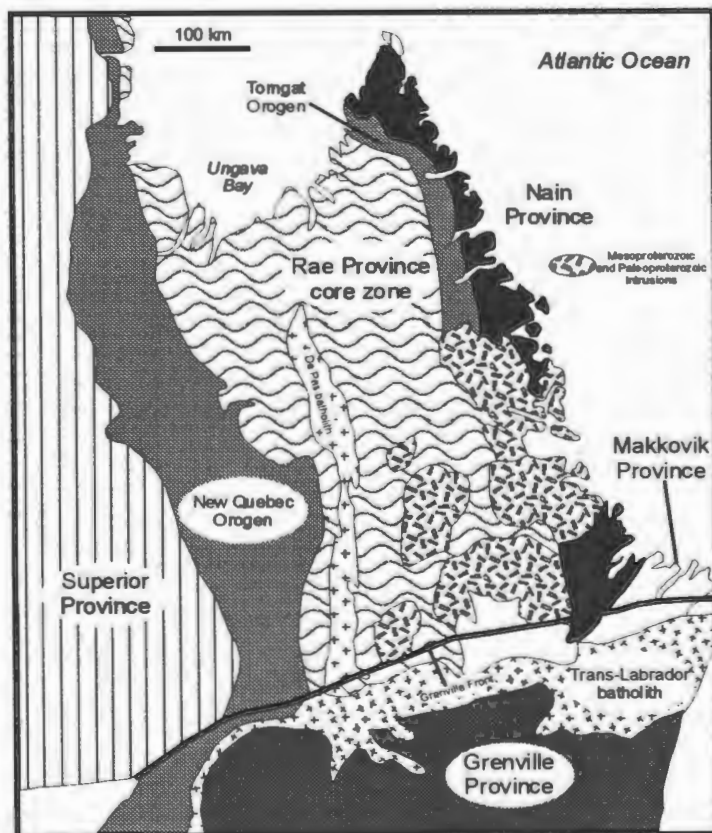 100 km
Atlantic Ocean
Torngat
Orogen
Ungava
Bay
Nain
Province
Mesoproterozoic
and Paleoproterozoic
Intrusions
Rae Province
core zone
De Pas batholith
Makkovik
Province
New Quebec
Orogen
Superior
Province
Grenville Front
Trans-Labrador
batholith
Grenville
Province